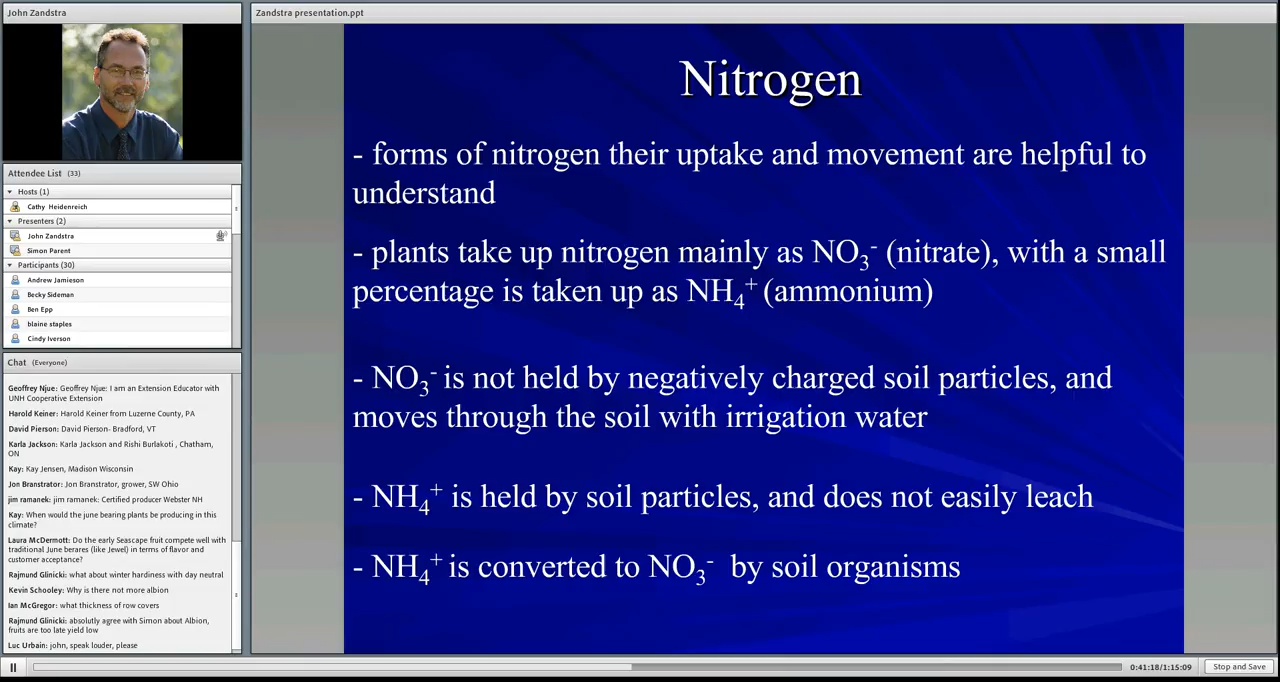 John Zandstra
Attendee List (33)
Hosts (1)
Cathy Heidenreich
Presenters (2)
John Zandstra
Simon Parent
Participants (30)
Andrew Jamieson
Becky Sideman
Ben Epp
blaine staples
Cindy Iverson
Chat (Everyone)
Geoffrey Njue: Geoffrey Njue: I am an Extension Educator with
UNH Cooperative Extension
Harold Keiner: Harold Keiner from Luzerne County, PA
David Pierson: David Pierson- Bradford, VT
Karla Jackson: Karla Jackson and Rishi Burlakoti , Chatham,
ON
Kay: Kay Jensen, Madison Wisconsin
Jon Branstrator: Jon Branstrator, grower, SW Ohio
jim ramanek: jim ramanek: Certified producer Webster NH
Kay: When would the june bearing plants be producing in this
climate?
Laura McDermott: Do the early Seascape fruit compete well with
traditional June berares (like Jewel) in terms of flavor and
customer acceptance?
Rajmund Glinicki: what about winter hardiness with day neutral
Kevin Schooley: Why is there not more albion
Ian McGregor: what thickness of row covers
Rajmund Glinicki: absolutly agree with Simon about Albion,
fruits are too late yield low
Luc Urbain: john, speak louder, please
Zandstra presentation.ppt
Nitrogen
- forms of nitrogen their uptake and movement are helpful to
understand
- plants take up nitrogen mainly as NO₃⁻ (nitrate), with a small
percentage is taken up as NH₄⁺ (ammonium)
- NO₃⁻ is not held by negatively charged soil particles, and
moves through the soil with irrigation water
- NH₄⁺ is held by soil particles, and does not easily leach
- NH₄⁺ is converted to NO₃⁻ by soil organisms
0:41:18/1:15:09
Stop and Save